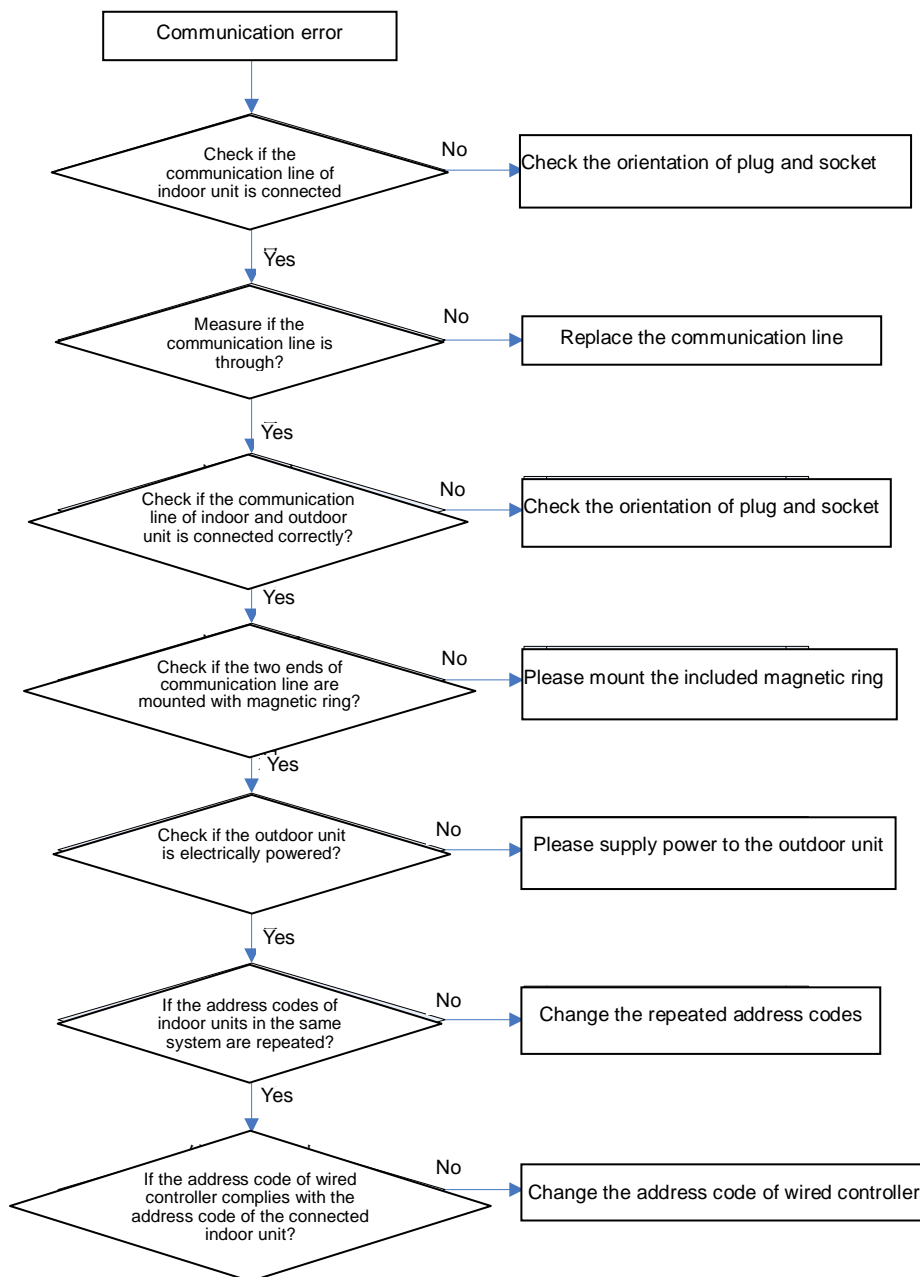 Communication error
Check if the
communication line of
indoor unit is connected
No
Check the orientation of plug and socket
Yes
Measure if the
communication line is
through?
No
Replace the communication line
Yes
Check if the communication
line of indoor and outdoor
unit is connected correctly?
No
Check the orientation of plug and socket
Yes
Check if the two ends of
communication line are
mounted with magnetic ring?
No
Please mount the included magnetic ring
Yes
Check if the outdoor unit
is electrically powered?
No
Please supply power to the outdoor unit
Yes
If the address codes of
indoor units in the same
system are repeated?
No
Change the repeated address codes
Yes
If the address code of wired
controller complies with the
address code of the connected
indoor unit?
No
Change the address code of wired controller